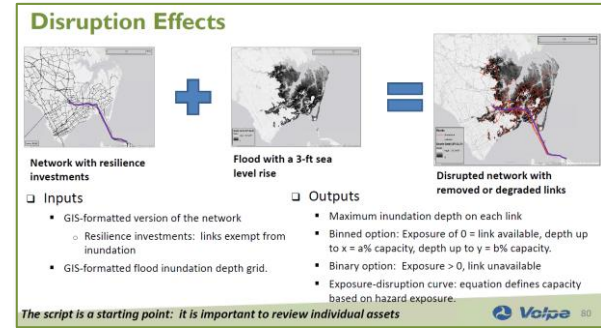 Disruption Effects
Network with resilience
investments
Flood with a 3-ft sea
level rise
Disrupted network with
removed or degraded links
Inputs
GIS-formatted version of the network
Resilience investments: links exempt from
inundation
GIS-formatted flood inundation depth grid.
Outputs
Maximum inundation depth on each link
Binned option: Exposure of 0 = link available, depth up
to x = a% capacity, depth up to y = b% capacity.
Binary option: Exposure > 0, link unavailable
Exposure-disruption curve: equation defines capacity
based on hazard exposure.
The script is a starting point: it is important to review individual assets
Volpe
80